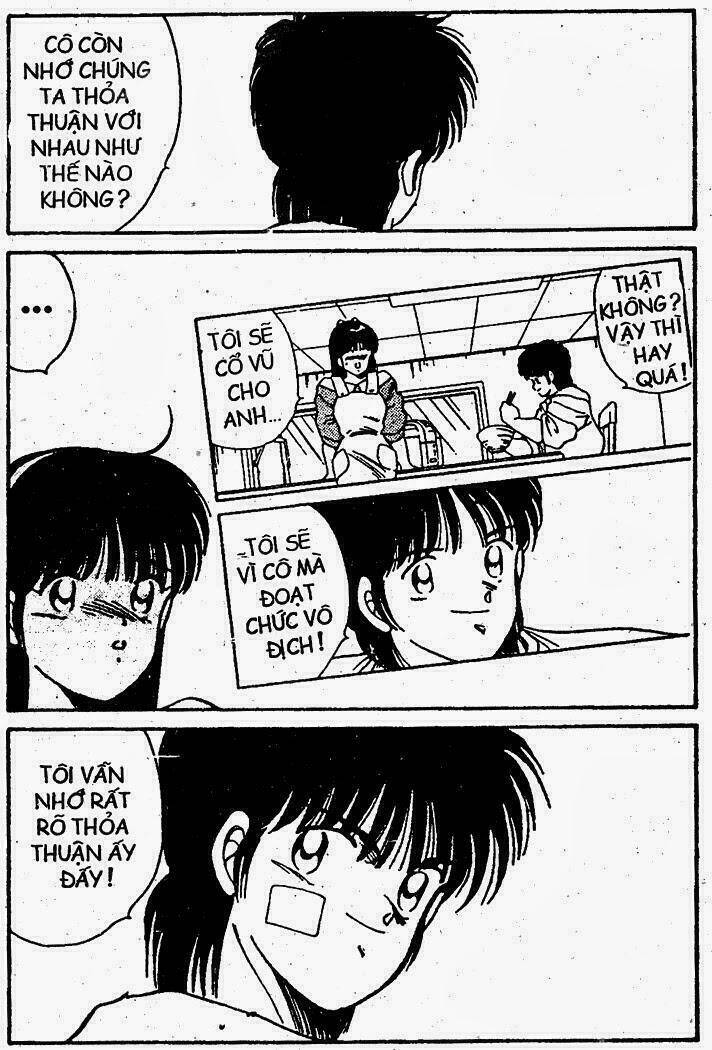 CÔ CÒN
NHỚ CHÚNG
TA THỎA
THUẬN VỚI
NHAU NHƯ
THẾ NÀO
KHÔNG?
...
TÔI SẼ
CỔ VŨ
CHO
ANH...
THẬT
KHÔNG?
VẬY THÌ
HAY
QUÁ!
TÔI SẼ
VÌ CÔ MÀ
ĐOẠT
CHỨC VÔ
ĐỊCH!
TÔI VẪN
NHỚ RẤT
RÕ THỎA
THUẬN ẤY
ĐẤY!